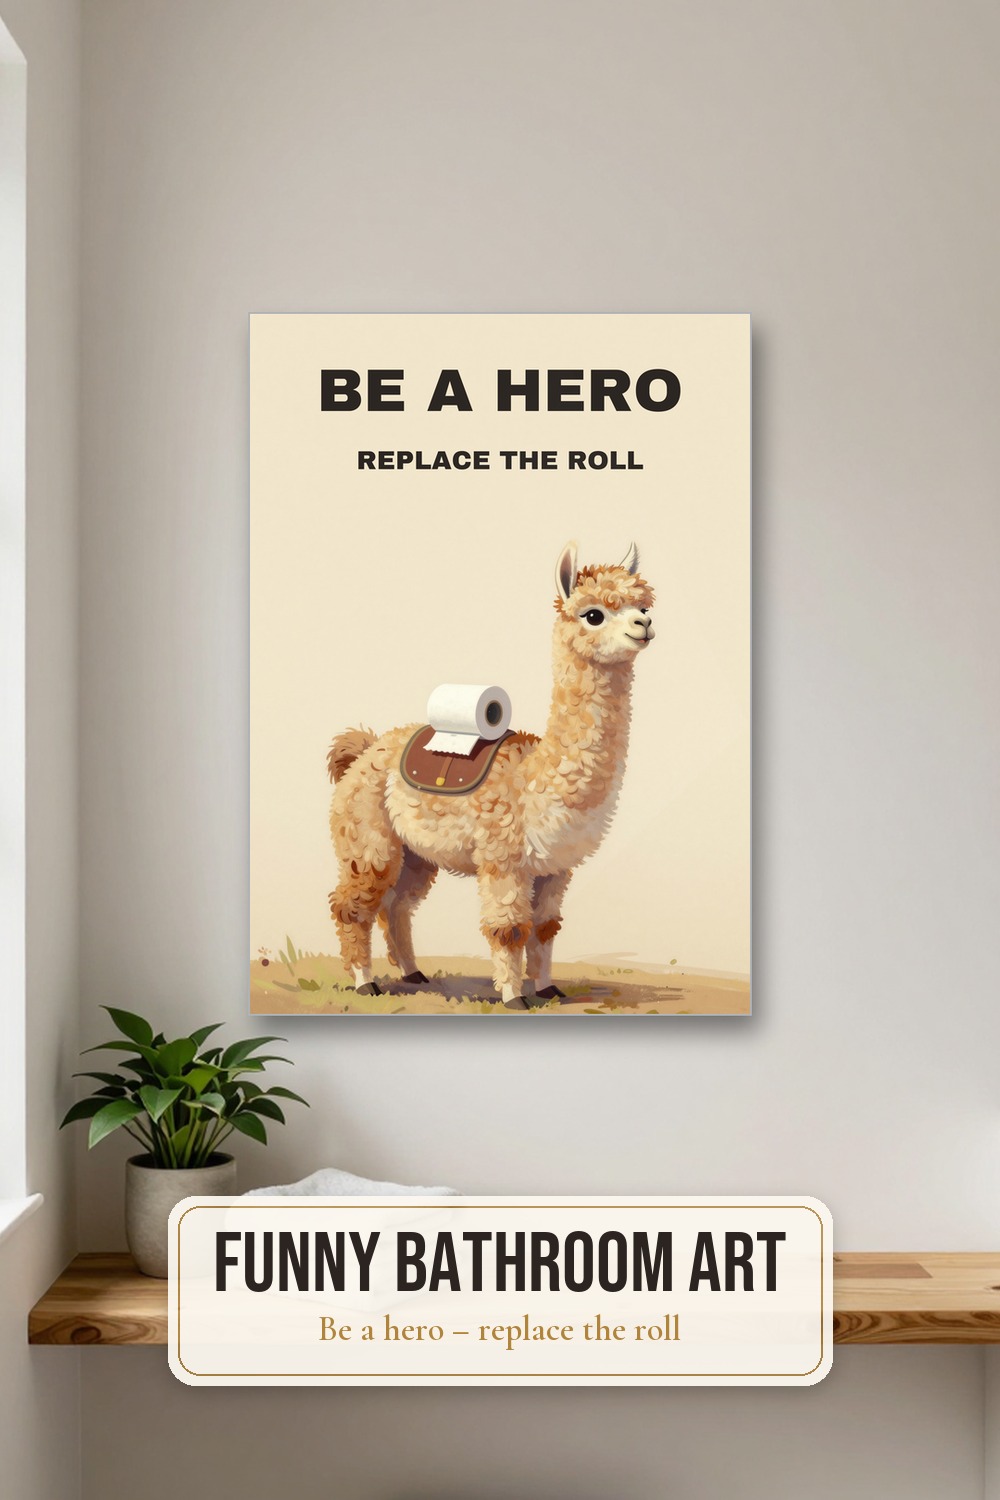 BE A HERO
REPLACE THE ROLL
FUNNY BATHROOM ART
Be a hero – replace the roll